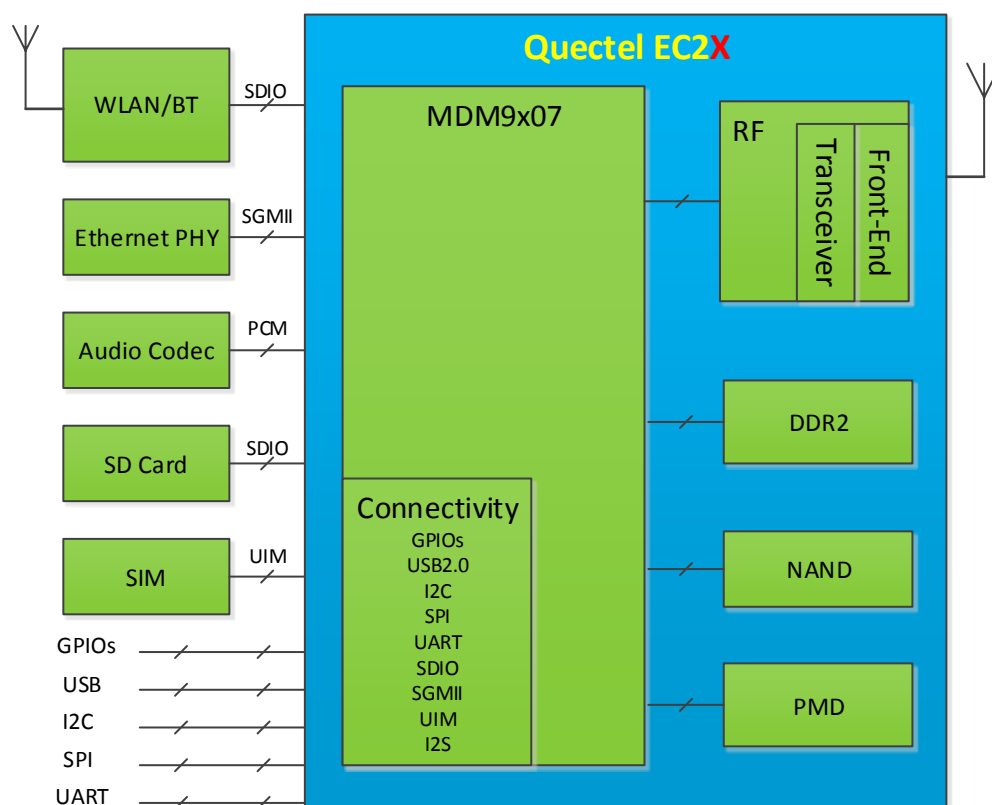 Quectel EC2X
WLAN/BT
SDIO
MDM9x07
RF
Transceiver
Front-End
Ethernet PHY
SGMII
Audio Codec
PCM
DDR2
SD Card
SDIO
Connectivity
GPIOs
USB2.0
I2C
SPI
UART
SDIO
SGMII
UIM
I2S
SIM
UIM
NAND
PMD
GPIOs
USB
I2C
SPI
UART